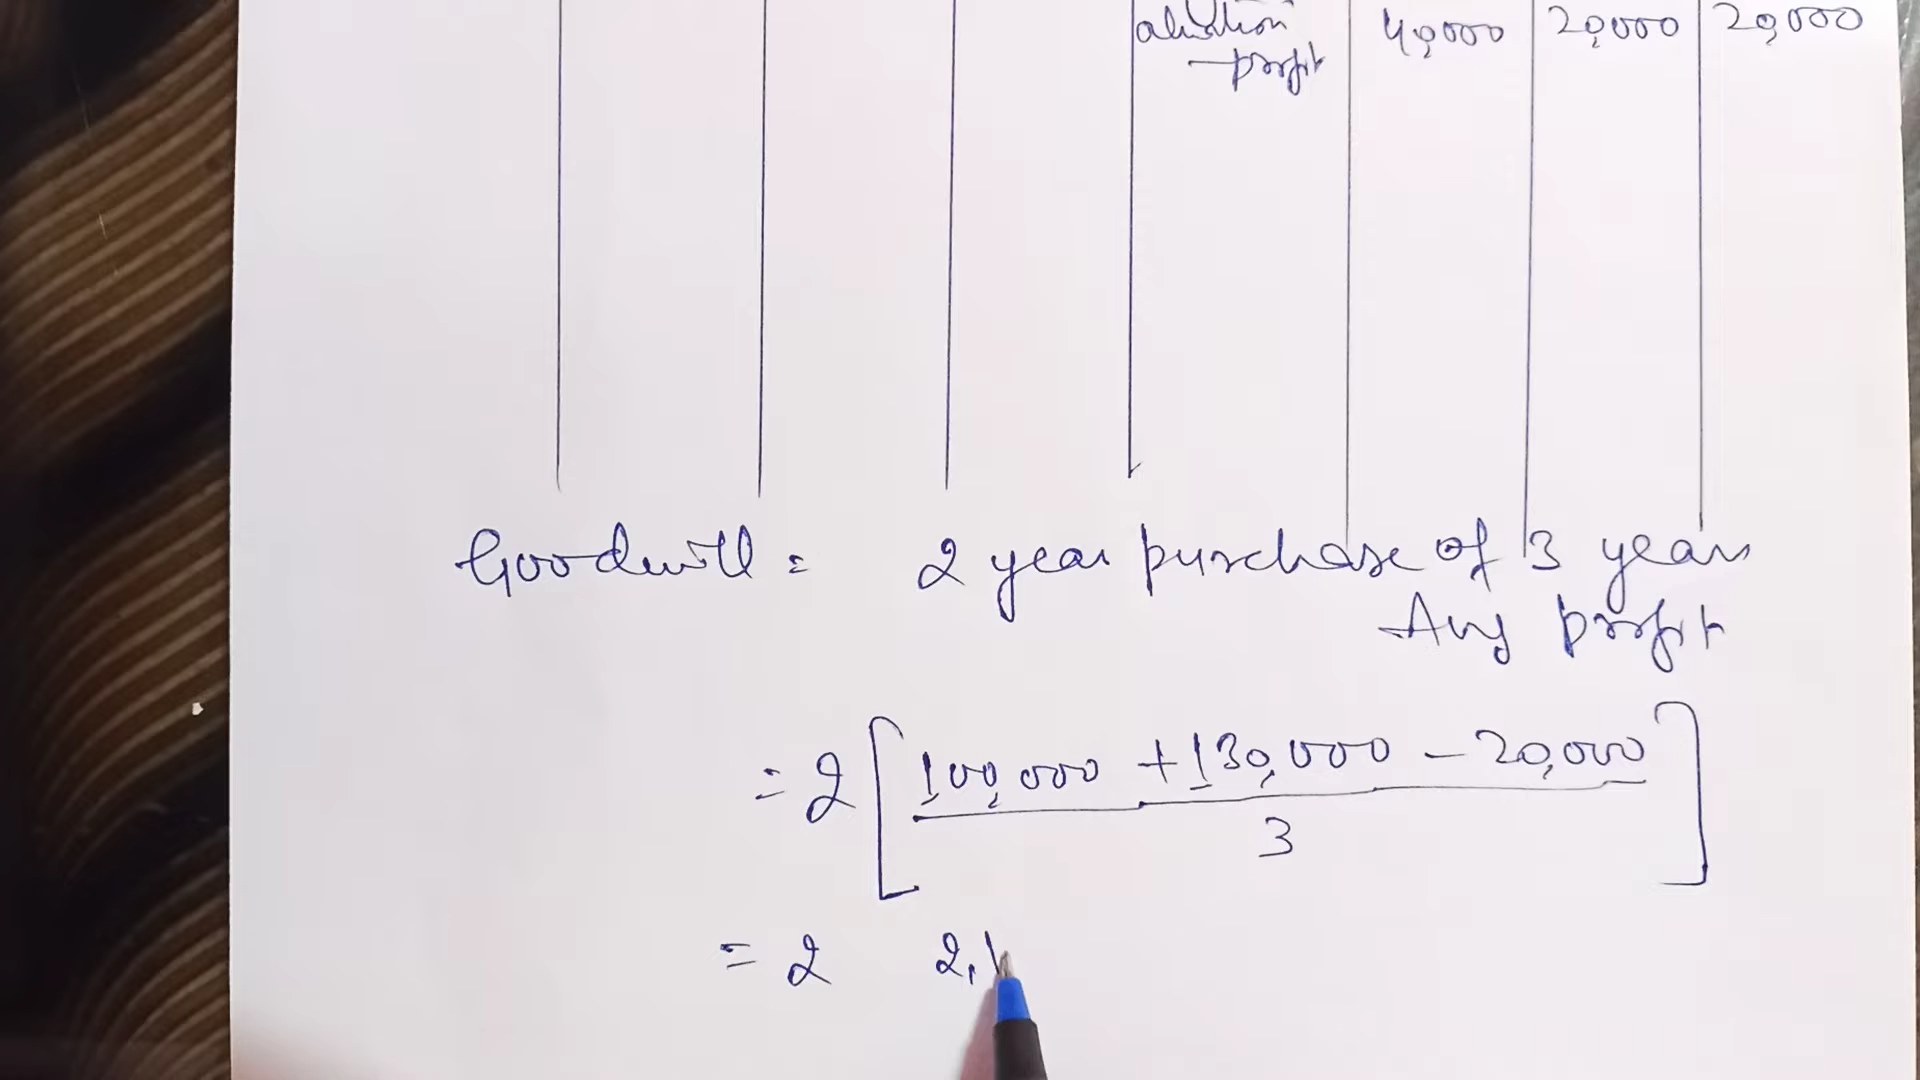 40,000 20,000 20,000
profit
Goodwill = 2 year purchase of 3 years
Avg profit
= 2 [ 100,000 + 130,000 - 20,000
3 ]
= 2 2,1